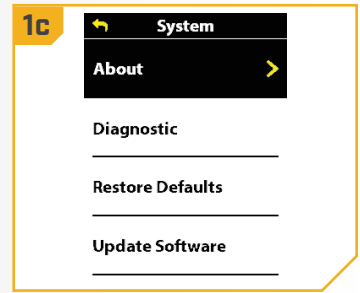 1c
System
About
Diagnostic
Restore Defaults
Update Software